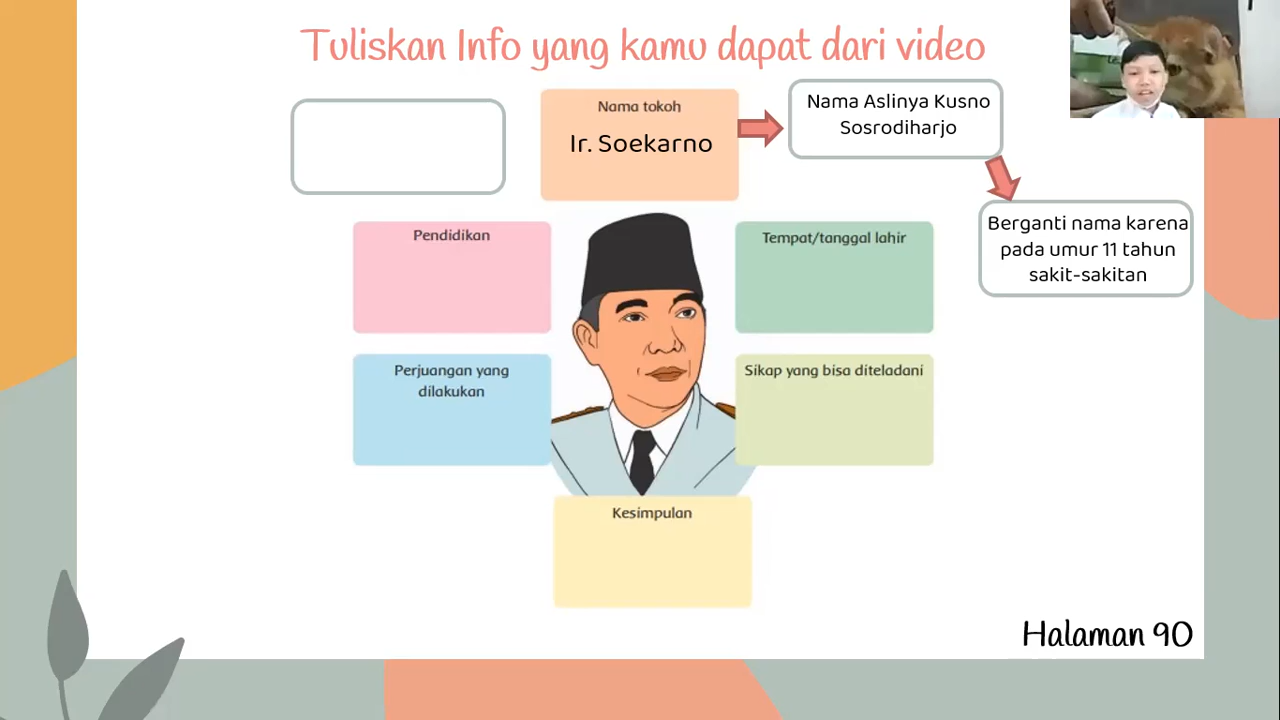 Tuliskan Info yang kamu dapat dari video
Nama tokoh
Ir. Soekarno
Nama Aslinya Kusno
Sosrodiharjo
Berganti nama karena
pada umur 11 tahun
sakit-sakitan
Pendidikan
Tempat/tanggal lahir
Perjuangan yang
dilakukan
Sikap yang bisa diteladani
Kesimpulan
Halaman 90